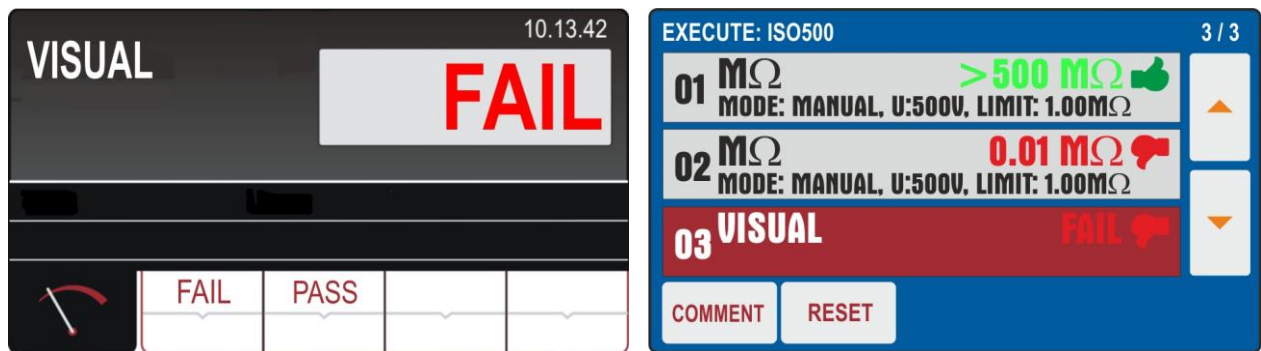 10.13.42
VISUAL
FAIL
FAIL PASS
EXECUTE: ISO500 3 / 3
01 MΩ >500 MΩ
MODE: MANUAL, U:500V, LIMIT: 1.00MΩ
02 MΩ 0.01 MΩ
MODE: MANUAL, U:500V, LIMIT: 1.00MΩ
03 VISUAL FAIL
COMMENT RESET